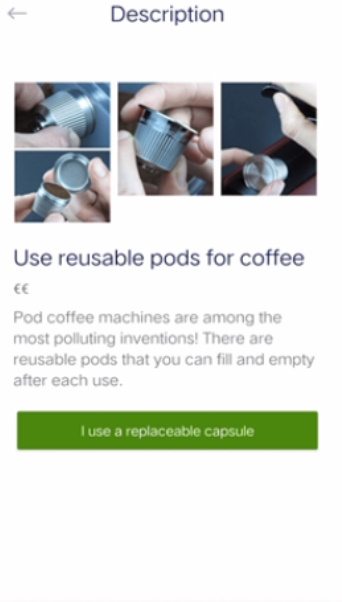 Description
Use reusable pods for coffee
€€
Pod coffee machines are among the
most polluting inventions! There are
reusable pods that you can fill and empty
after each use.
I use a replaceable capsule